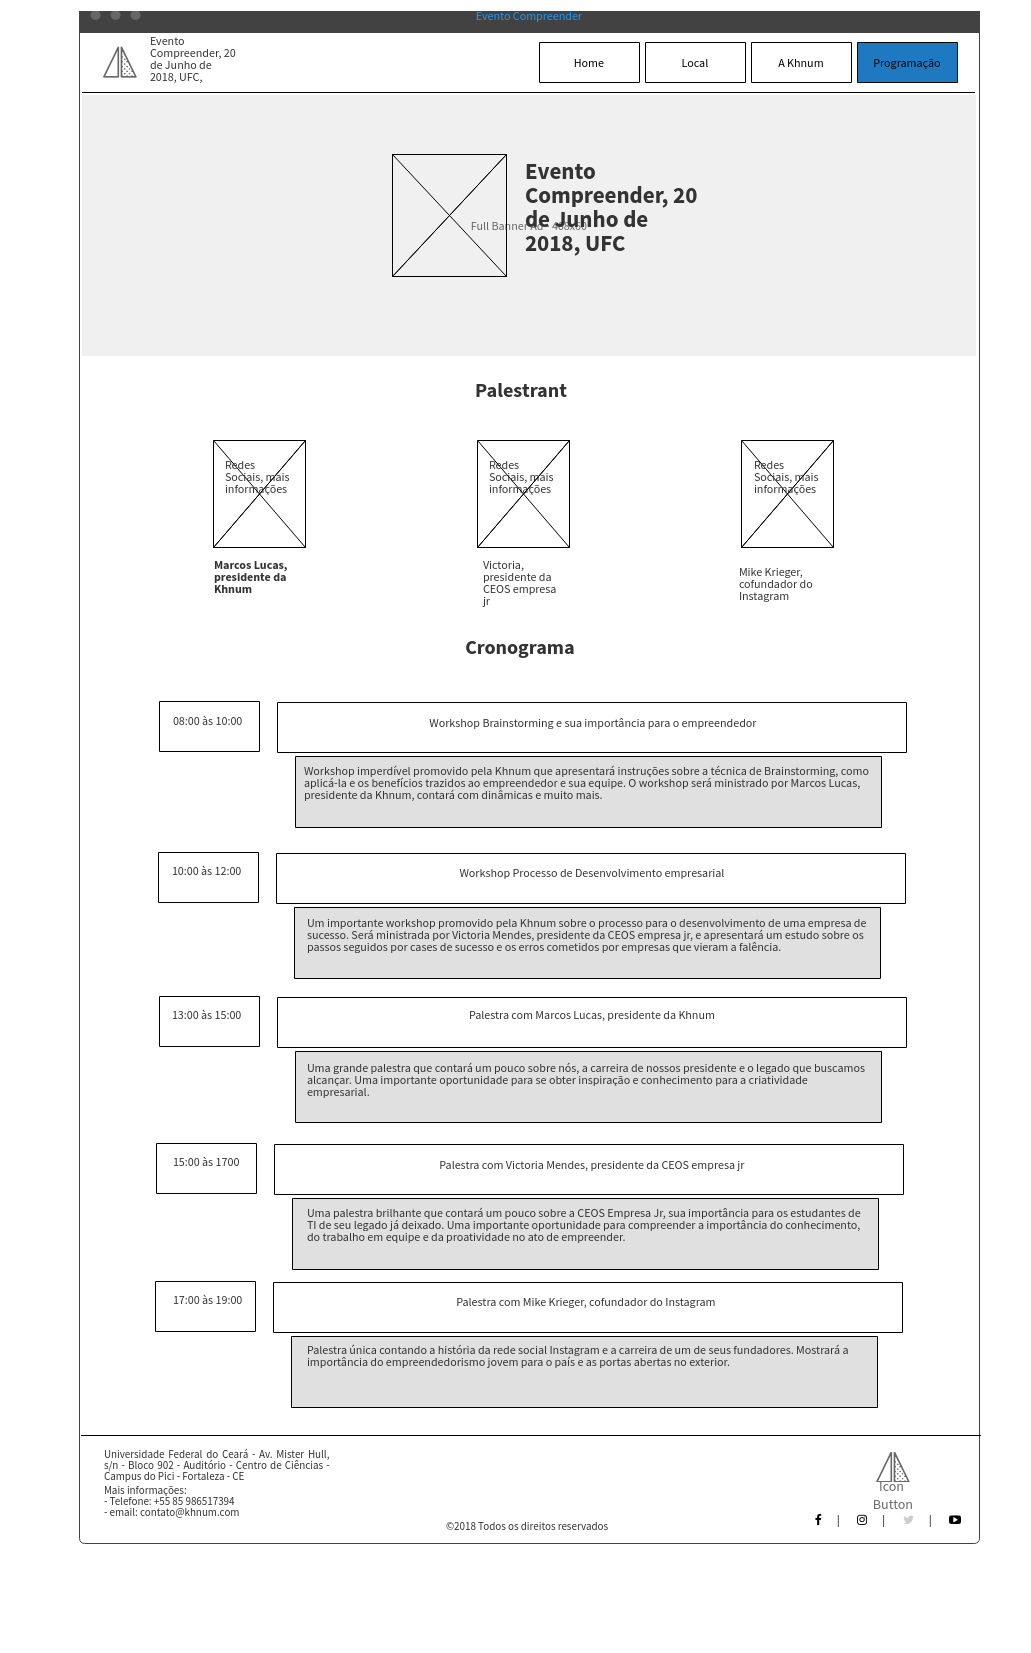 Evento Compreender
Evento
Compreender, 20
de Junho de
2018, UFC,
Home
Local
A Khnum
Programação
Evento
Compreender, 20
de Junho de
2018, UFC
Full Banner Ad - 468x60
Palestrant
Redes
Sociais, mais
informações
Redes
Sociais, mais
informações
Redes
Sociais, mais
informações
Marcos Lucas,
presidente da
Khnum
Victoria,
presidente da
CEOS empresa
jr
Mike Krieger,
cofundador do
Instagram
Cronograma
08:00 às 10:00
Workshop Brainstorming e sua importância para o empreendedor
Workshop imperdível promovido pela Khnum que apresentará instruções sobre a técnica de Brainstorming, como
aplicá-la e os benefícios trazidos ao empreendedor e sua equipe. O workshop será ministrado por Marcos Lucas,
presidente da Khnum, contará com dinâmicas e muito mais.
10:00 às 12:00
Workshop Processo de Desenvolvimento empresarial
Um importante workshop promovido pela Khnum sobre o processo para o desenvolvimento de uma empresa de
sucesso. Será ministrada por Victoria Mendes, presidente da CEOS empresa jr, e apresentará um estudo sobre os
passos seguidos por cases de sucesso e os erros cometidos por empresas que vieram a falência.
13:00 às 15:00
Palestra com Marcos Lucas, presidente da Khnum
Uma grande palestra que contará um pouco sobre nós, a carreira de nossos presidente e o legado que buscamos
alcançar. Uma importante oportunidade para se obter inspiração e conhecimento para a criatividade
empresarial.
15:00 às 1700
Palestra com Victoria Mendes, presidente da CEOS empresa jr
Uma palestra brilhante que contará um pouco sobre a CEOS Empresa Jr, sua importância para os estudantes de
TI de seu legado já deixado. Uma importante oportunidade para compreender a importância do conhecimento,
do trabalho em equipe e da proatividade no ato de empreender.
17:00 às 19:00
Palestra com Mike Krieger, cofundador do Instagram
Palestra única contando a história da rede social Instagram e a carreira de um de seus fundadores. Mostrará a
importância do empreendedorismo jovem para o país e as portas abertas no exterior.
Universidade Federal do Ceará - Av. Mister Hull,
s/n - Bloco 902 - Auditório - Centro de Ciências -
Campus do Pici - Fortaleza - CE
Mais informações:
- Telefone: +55 85 986517394
- email: contato@khnum.com
©2018 Todos os direitos reservados
Icon
Button
| | |